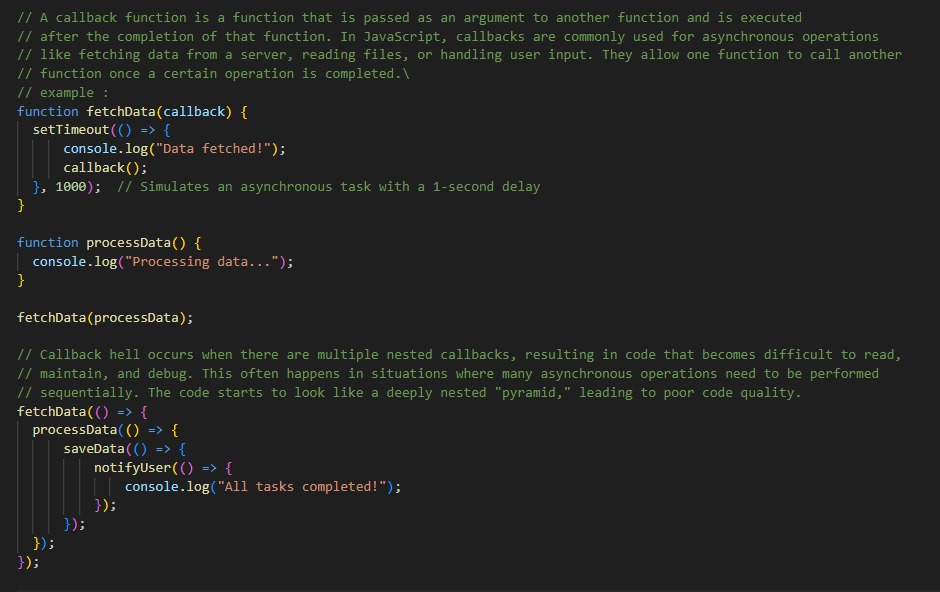 // A callback function is a function that is passed as an argument to another function and is executed
// after the completion of that function. In JavaScript, callbacks are commonly used for asynchronous operations
// like fetching data from a server, reading files, or handling user input. They allow one function to call another
// function once a certain operation is completed.\
// example :
function fetchData(callback) {
  setTimeout(() => {
      console.log("Data fetched!");
      callback();
  }, 1000);  // Simulates an asynchronous task with a 1-second delay
}

function processData() {
  console.log("Processing data...");
}

fetchData(processData);

// Callback hell occurs when there are multiple nested callbacks, resulting in code that becomes difficult to read,
// maintain, and debug. This often happens in situations where many asynchronous operations need to be performed
// sequentially. The code starts to look like a deeply nested "pyramid," leading to poor code quality.
fetchData(() => {
  processData(() => {
      saveData(() => {
          notifyUser(() => {
              console.log("All tasks completed!");
          });
      });
  });
});